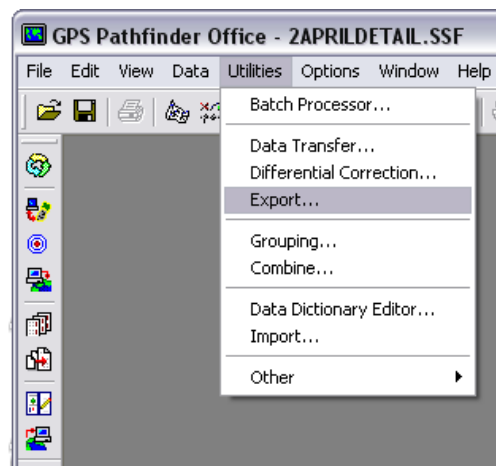 GPS Pathfinder Office - 2APRILDETAIL.SSF
File Edit View Data Utilities Options Window Help
Batch Processor...
Data Transfer...
Differential Correction...
Export...
Grouping...
Combine...
Data Dictionary Editor...
Import...
Other